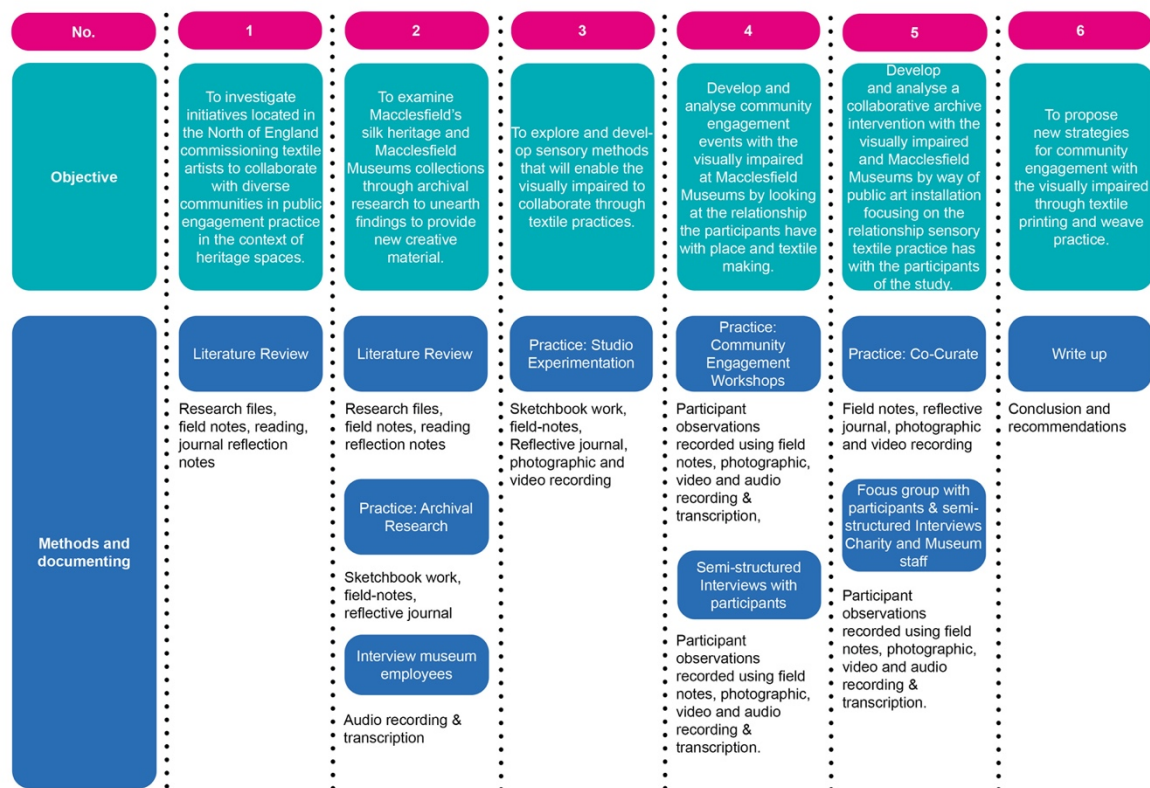 No.
1
2
3
4
5
6
Objective
To investigate
initiatives located in
the North of England
commissioning textile
artists to collaborate
with diverse
communities in public
engagement practice
in the context of
heritage spaces.
To examine
Macclesfield’s
silk heritage and
Macclesfield
Museums collections
through archival
research to unearth
findings to provide
new creative
material.
To explore and devel-
op sensory methods
that will enable the
visually impaired to
collaborate through
textile practices.
Develop and
analyse community
engagement
events with the
visually impaired
at Macclesfield
Museums by looking
at the relationship
the participants have
with place and textile
making.
Develop
and analyse a
collaborative archive
intervention with the
visually impaired
and Macclesfield
Museums by way of
public art installation
focusing on the
relationship sensory
textile practice has
with the participants
of the study.
To propose
new strategies
for community
engagement with
the visually impaired
through textile
printing and weave
practice.
Methods and
documenting
Literature Review
Research files,
field notes, reading,
journal reflection
notes
Literature Review
Research files,
field notes, reading
reflection notes
Practice: Archival
Research
Sketchbook work,
field-notes,
reflective journal
Interview museum
employees
Audio recording &
transcription
Practice: Studio
Experimentation
Sketchbook work,
field-notes,
Reflective journal,
photographic and
video recording
Practice:
Community
Engagement
Workshops
Participant
observations
recorded using field
notes, photographic,
video and audio
recording &
transcription,
Semi-structured
Interviews with
participants
Participant
observations
recorded using field
notes, photographic,
video and audio
recording &
transcription.
Practice: Co-Curate
Field notes, reflective
journal, photographic
and video recording
Focus group with
participants & semi-
structured Interviews
Charity and Museum
staff
Participant
observations
recorded using field
notes, photographic,
video and audio
recording &
transcription.
Write up
Conclusion and
recommendations